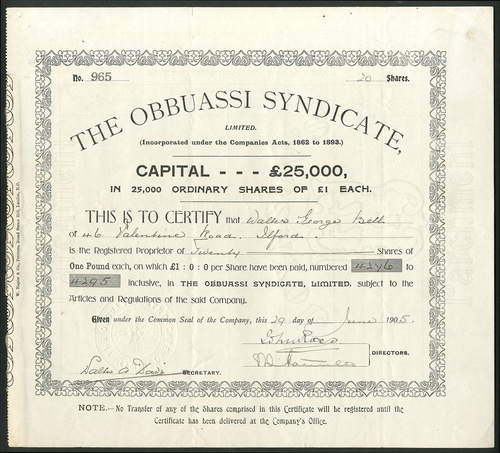 No. 965 20 Shares.
THE OBBUASSI SYNDICATE,
LIMITED.
(Incorporated under the Companies Acts, 1862 to 1893.)
CAPITAL - - - £25,000,
IN 25,000 ORDINARY SHARES OF £1 EACH.
THIS IS TO CERTIFY that Walter George Bell
of 46 Valentine Road. Ilford.
is the Registered Proprietor of Twenty Shares of
One Pound each, on which £1 : 0 : 0 per Share have been paid, numbered 4276 to
4295 inclusive, in THE OBBUASSI SYNDICATE, LIMITED, subject to the
Articles and Regulations of the said Company.
Given under the Common Seal of the Company, this 29 day of June 1905.
DIRECTORS.
SECRETARY.
NOTE.—No Transfer of any of the Shares comprised in this Certificate will be registered until the
Certificate has been delivered at the Company's Office.